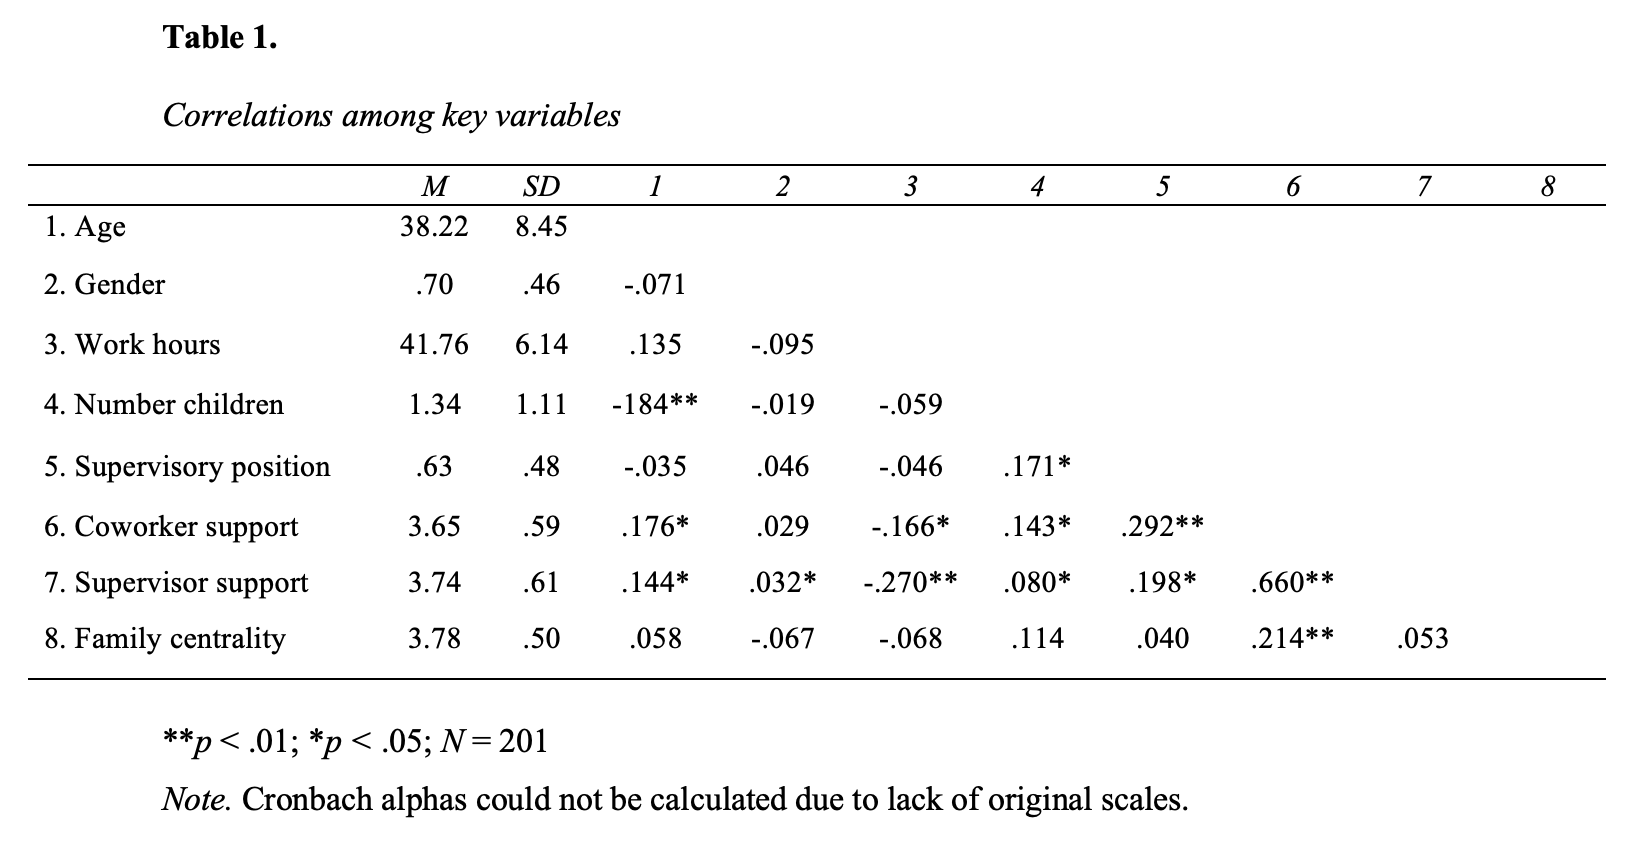 Table 1.
Correlations among key variables
M SD 1 2 3 4 5 6 7 8
1. Age 38.22 8.45
2. Gender .70 .46 -.071
3. Work hours 41.76 6.14 .135 -.095
4. Number children 1.34 1.11 -184** -.019 -.059
5. Supervisory position .63 .48 -.035 .046 -.046 .171*
6. Coworker support 3.65 .59 .176* .029 -.166* .143* .292**
7. Supervisor support 3.74 .61 .144* .032* -.270** .080* .198* .660**
8. Family centrality 3.78 .50 .058 -.067 -.068 .114 .040 .214** .053
**p < .01; *p < .05; N = 201
Note. Cronbach alphas could not be calculated due to lack of original scales.